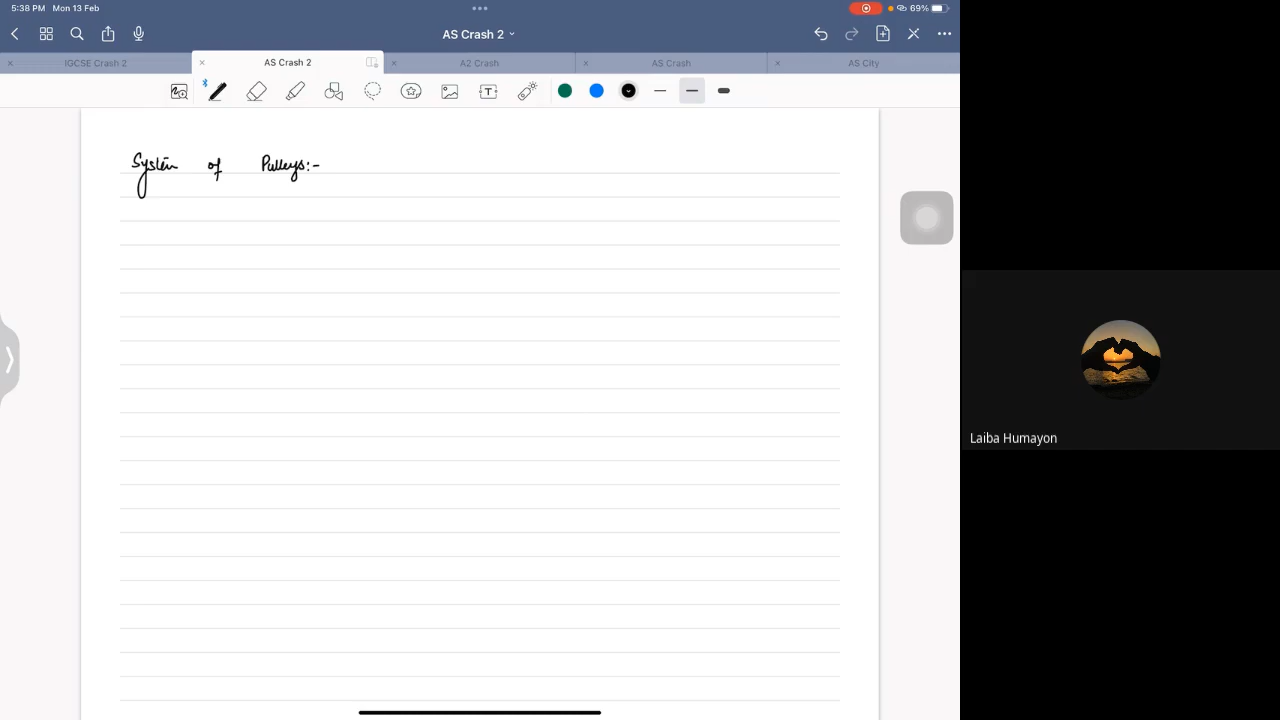 5:38 PM Mon 13 Feb
69%
AS Crash 2
IGCSE Crash 2
AS Crash 2
A2 Crash
AS Crash
AS City
T
System of Pulleys:-
Laiba Humayon